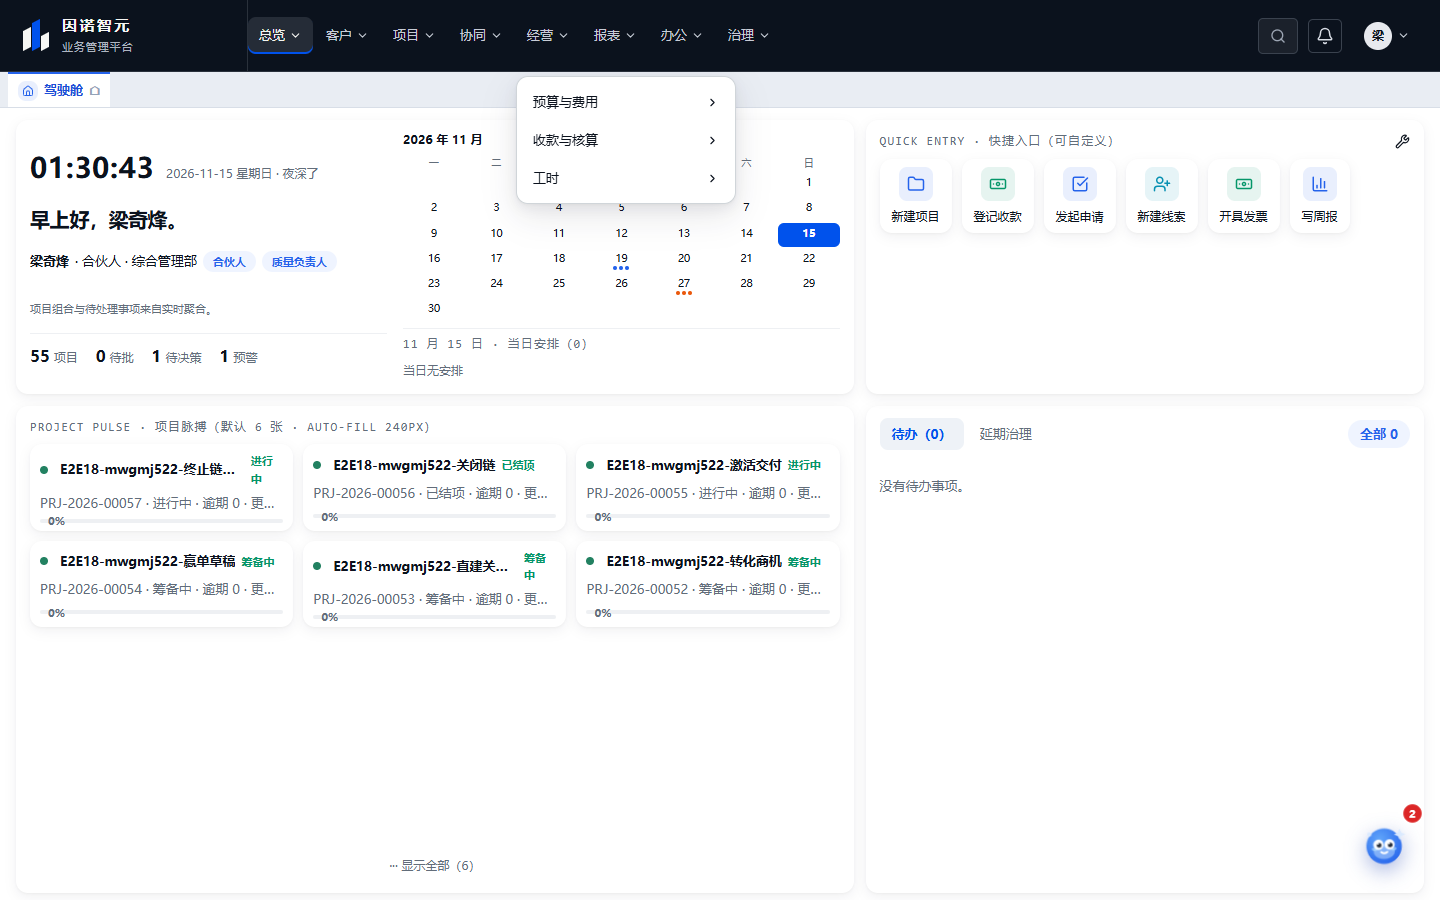 因诺智元
业务管理平台
总览 客户 项目 协同 经营 报表 办公 治理
梁
驾驶舱
预算与费用
收款与核算
工时
01:30:43 2026-11-15 星期日 · 夜深了
早上好，梁奇烽。
梁奇烽 · 合伙人 · 综合管理部 合伙人 质量负责人
项目组合与待处理事项来自实时聚合。
55 项目 0 待批 1 待决策 1 预警
2026 年 11 月
一 二 六 日
1
2 3 4 5 6 7 8
9 10 11 12 13 14 15
16 17 18 19 20 21 22
23 24 25 26 27 28 29
30
11 月 15 日 · 当日安排 (0)
当日无安排
QUICK ENTRY · 快捷入口 (可自定义)
新建项目 登记收款 发起申请 新建线索 开具发票 写周报
PROJECT PULSE · 项目脉搏 (默认 6 张 · AUTO-FILL 240PX)
E2E18-mwgmj522-终止链... 进行中
PRJ-2026-00057 · 进行中 · 逾期 0 · 更...
0%
E2E18-mwgmj522-关闭链 已结项
PRJ-2026-00056 · 已结项 · 逾期 0 · 更...
0%
E2E18-mwgmj522-激活交付 进行中
PRJ-2026-00055 · 进行中 · 逾期 0 · 更...
0%
E2E18-mwgmj522-赢单草稿 筹备中
PRJ-2026-00054 · 筹备中 · 逾期 0 · 更...
0%
E2E18-mwgmj522-直建关... 筹备中
PRJ-2026-00053 · 筹备中 · 逾期 0 · 更...
0%
E2E18-mwgmj522-转化商机 筹备中
PRJ-2026-00052 · 筹备中 · 逾期 0 · 更...
0%
··· 显示全部（6）
待办（0） 延期治理 全部 0
没有待办事项。
2